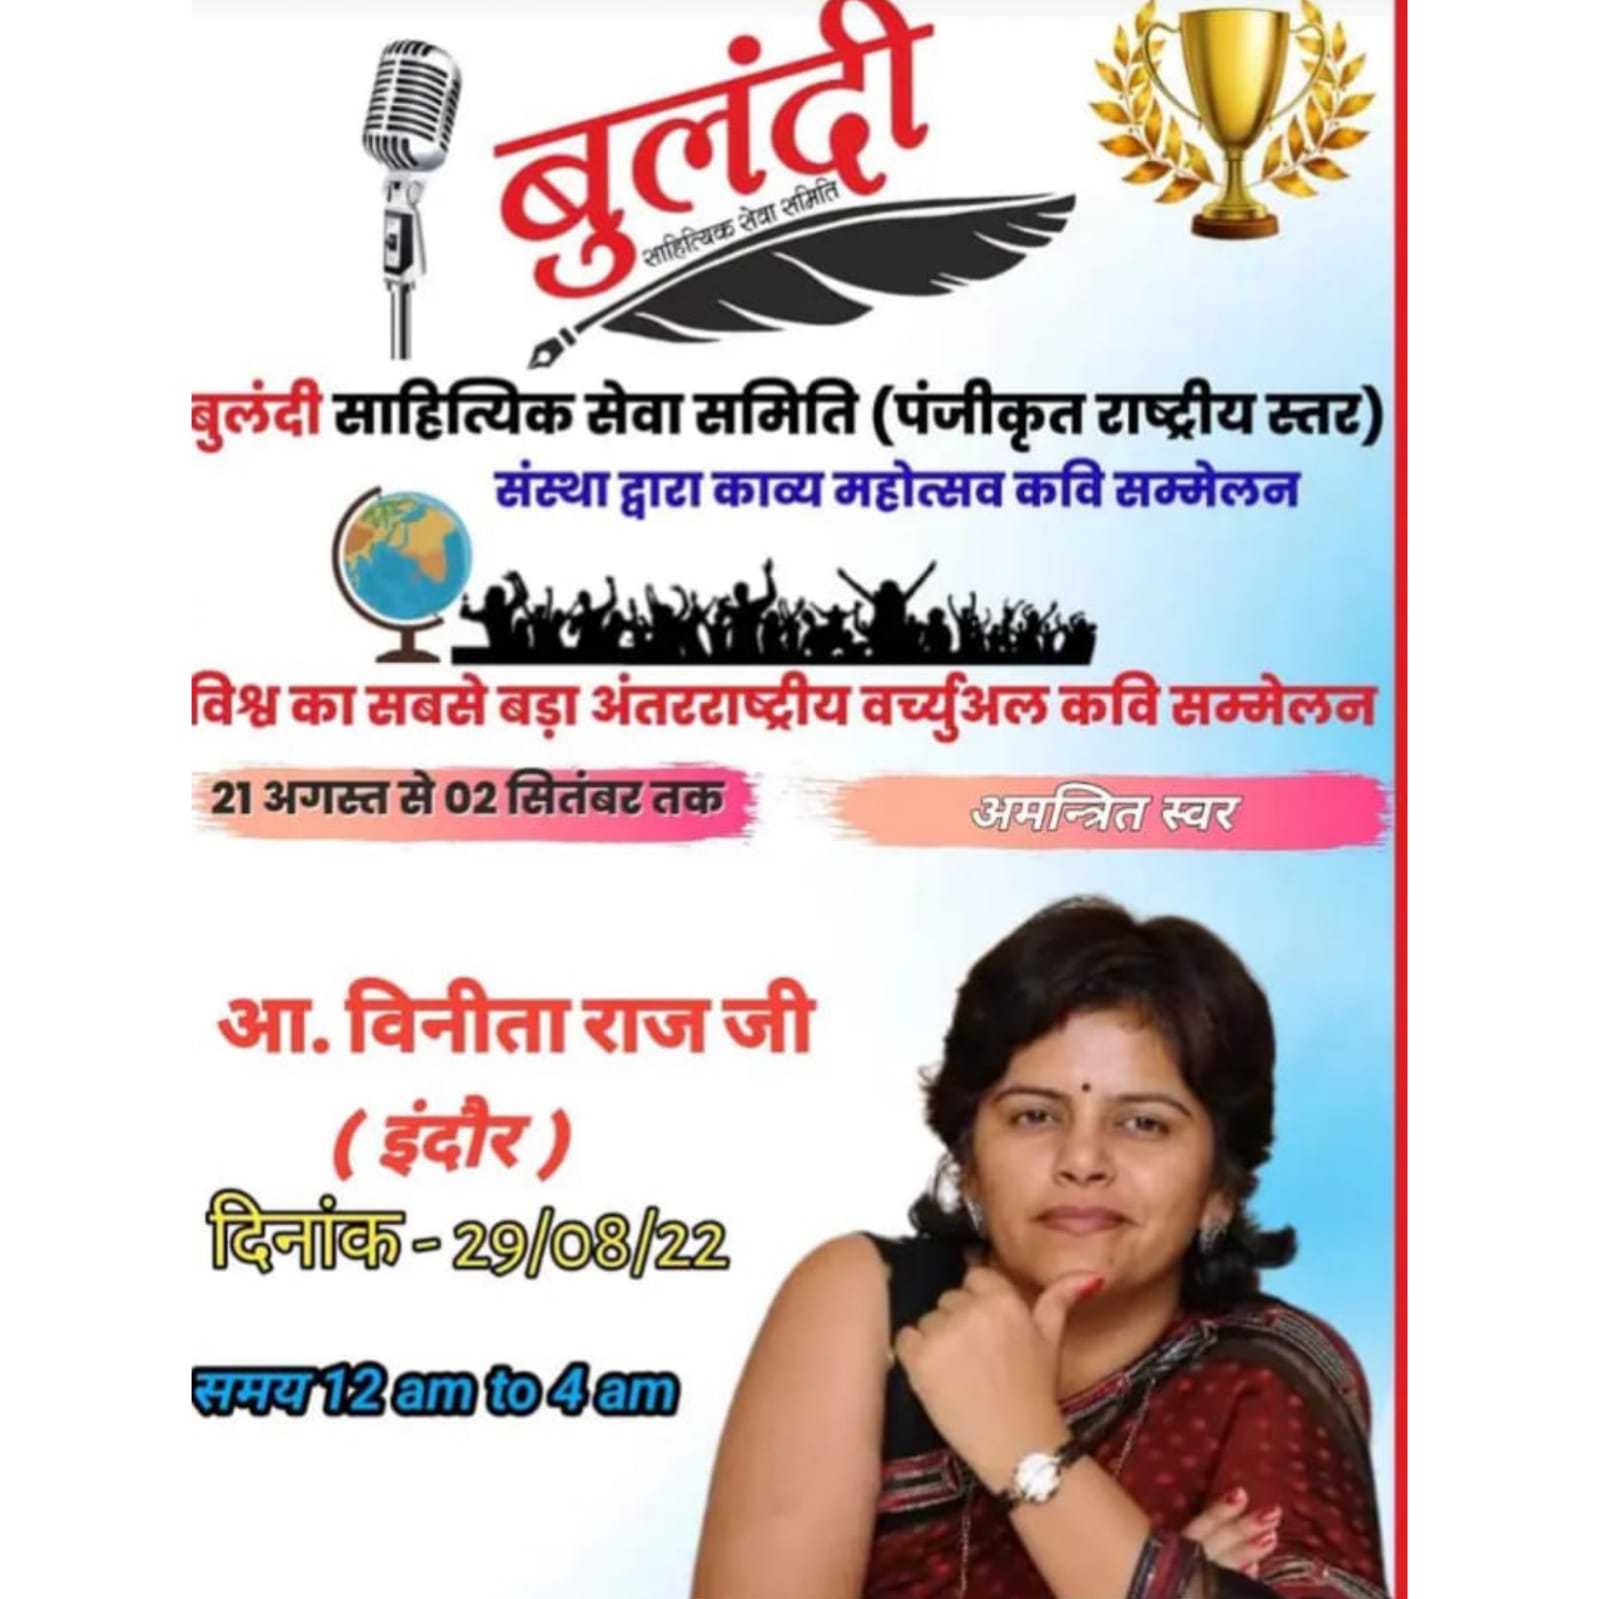 बुलंदी
साहित्यिक सेवा समिति
बुलंदी साहित्यिक सेवा समिति (पंजीकृत राष्ट्रीय स्तर)
संस्था द्वारा काव्य महोत्सव कवि सम्मेलन
विश्व का सबसे बड़ा अंतरराष्ट्रीय वर्च्युअल कवि सम्मेलन
21 अगस्त से 02 सितंबर तक
अमन्त्रित स्वर
आ. विनीता राज जी
( इंदौर )
दिनांक - 29/08/22
समय 12 am to 4 am